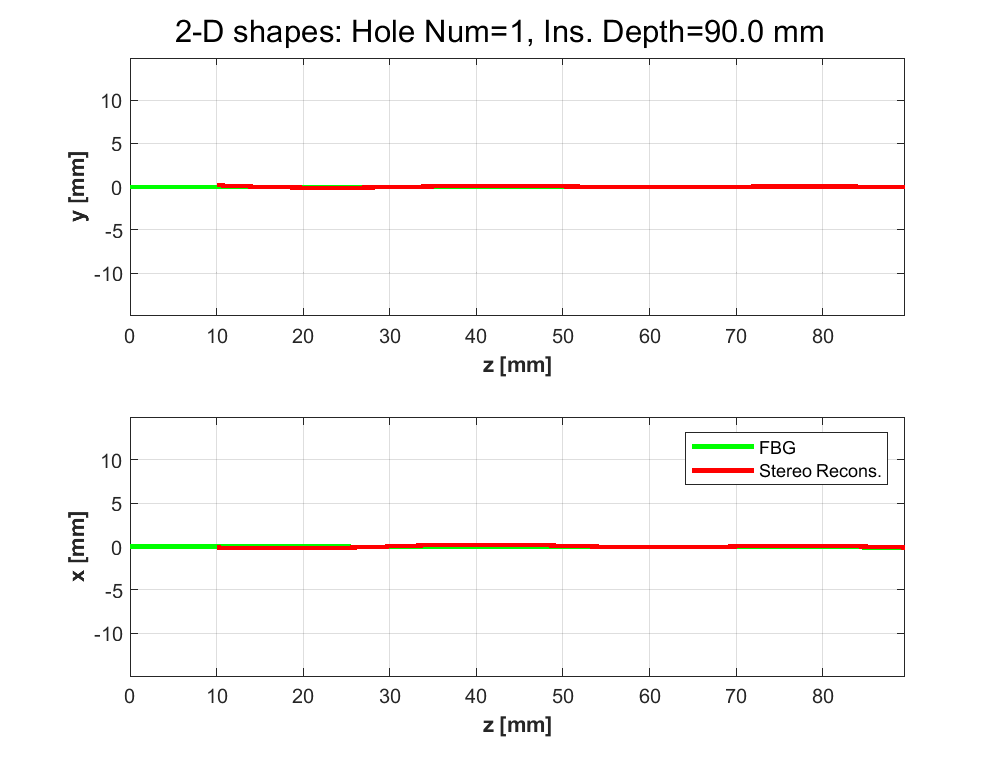 2-D shapes: Hole Num=1, Ins. Depth=90.0 mm
10
5
0
-5
-10
y [mm]
0 10 20 30 40 50 60 70 80
z [mm]
FBG
Stereo Recons.
10
5
0
-5
-10
x [mm]
0 10 20 30 40 50 60 70 80
z [mm]